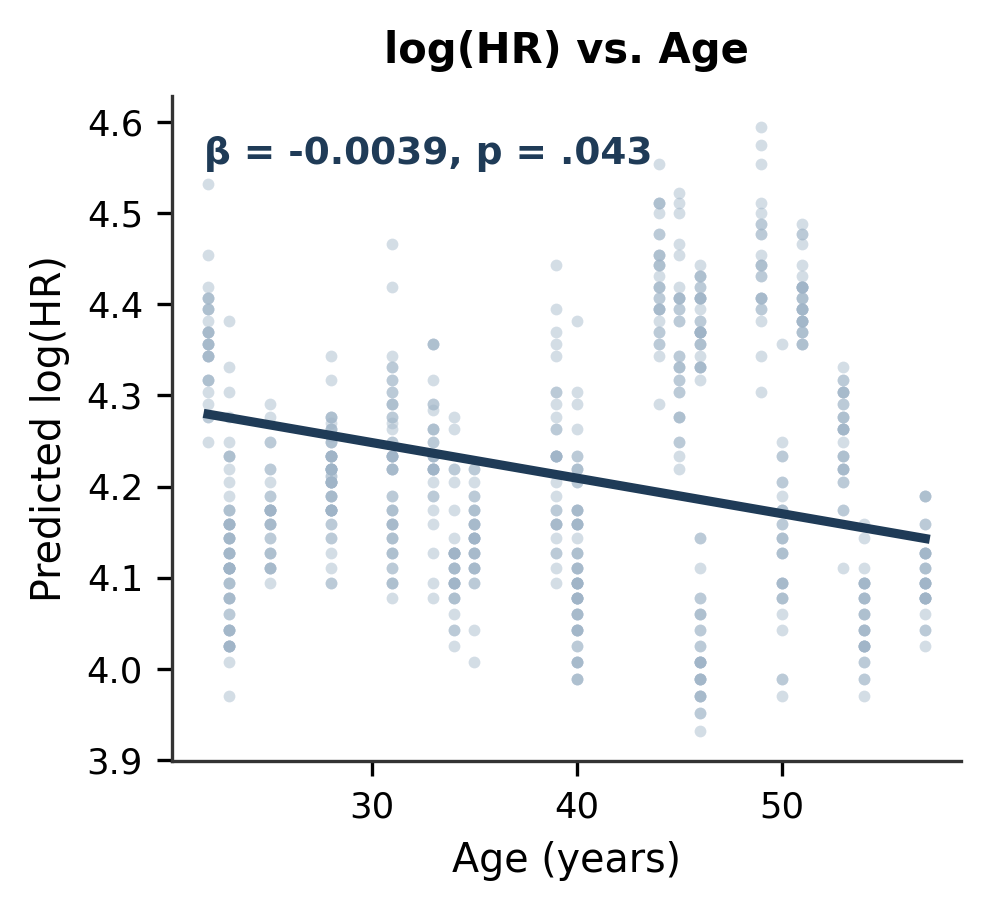 log(HR) vs. Age
β = -0.0039, p = .043
Predicted log(HR)
4.6
4.5
4.4
4.3
4.2
4.1
4.0
3.9
30 40 50
Age (years)